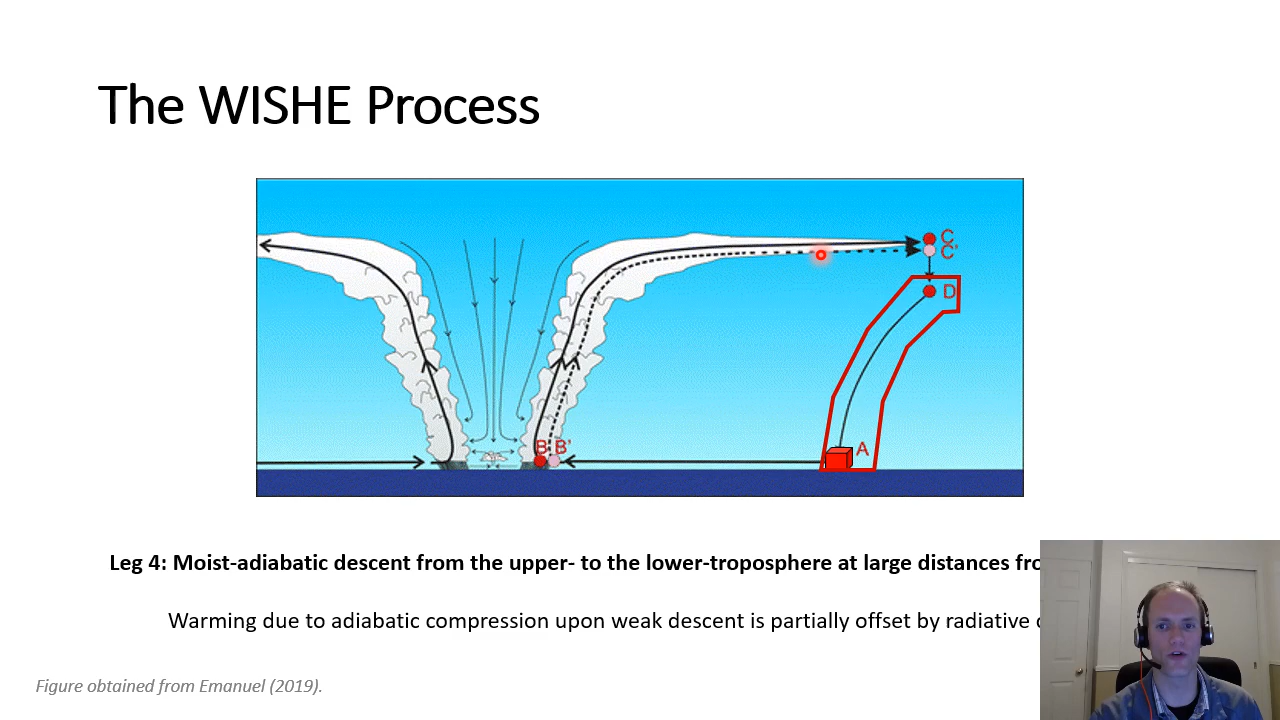 The WISHE Process
C
C'
D
B B'
A
Leg 4: Moist-adiabatic descent from the upper- to the lower-troposphere at large distances
Warming due to adiabatic compression upon weak descent is partially offset by radiative
Figure obtained from Emanuel (2019).